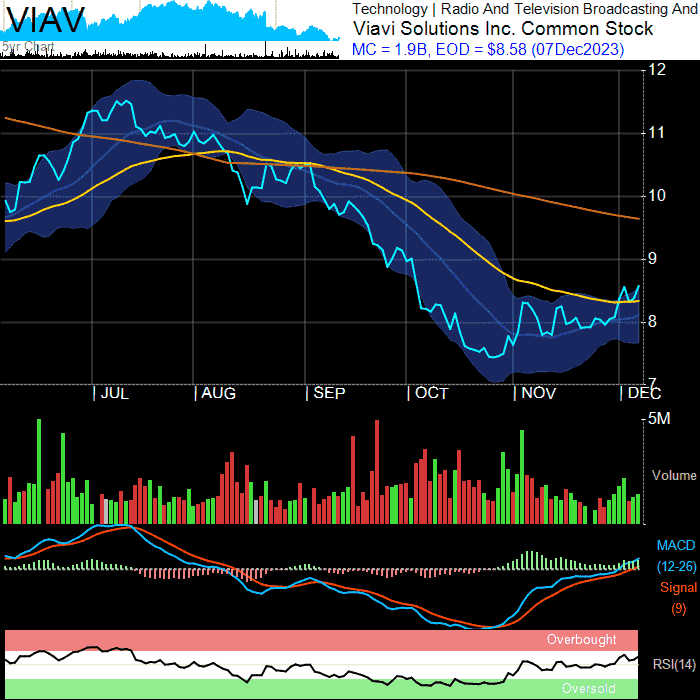 VIAV
5yr Chart
Technology | Radio And Television Broadcasting And
Viavi Solutions Inc. Common Stock
MC = 1.9B, EOD = $8.58 (07Dec2023)
12
11
10
9
8
7
JUL AUG SEP OCT NOV DEC
5M
Volume
MACD
(12-26)
Signal
(9)
Overbought
RSI(14)
Oversold